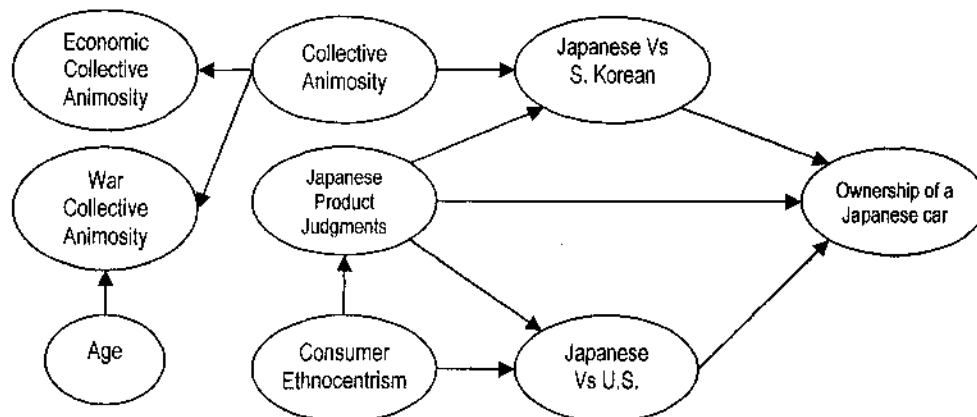 Economic
Collective
Animosity
Collective
Animosity
Japanese Vs
S. Korean
War
Collective
Animosity
Japanese
Product
Judgments
Ownership of a
Japanese car
Age
Consumer
Ethnocentrism
Japanese
Vs U.S.